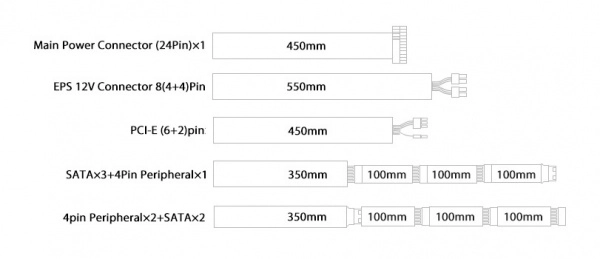 Main Power Connector (24Pin)×1 450mm
EPS 12V Connector 8(4+4)Pin 550mm
PCI-E (6+2)pin 450mm
SATA×3+4Pin Peripheral×1 350mm 100mm 100mm 100mm
4pin Peripheral×2+SATA×2 350mm 100mm 100mm 100mm